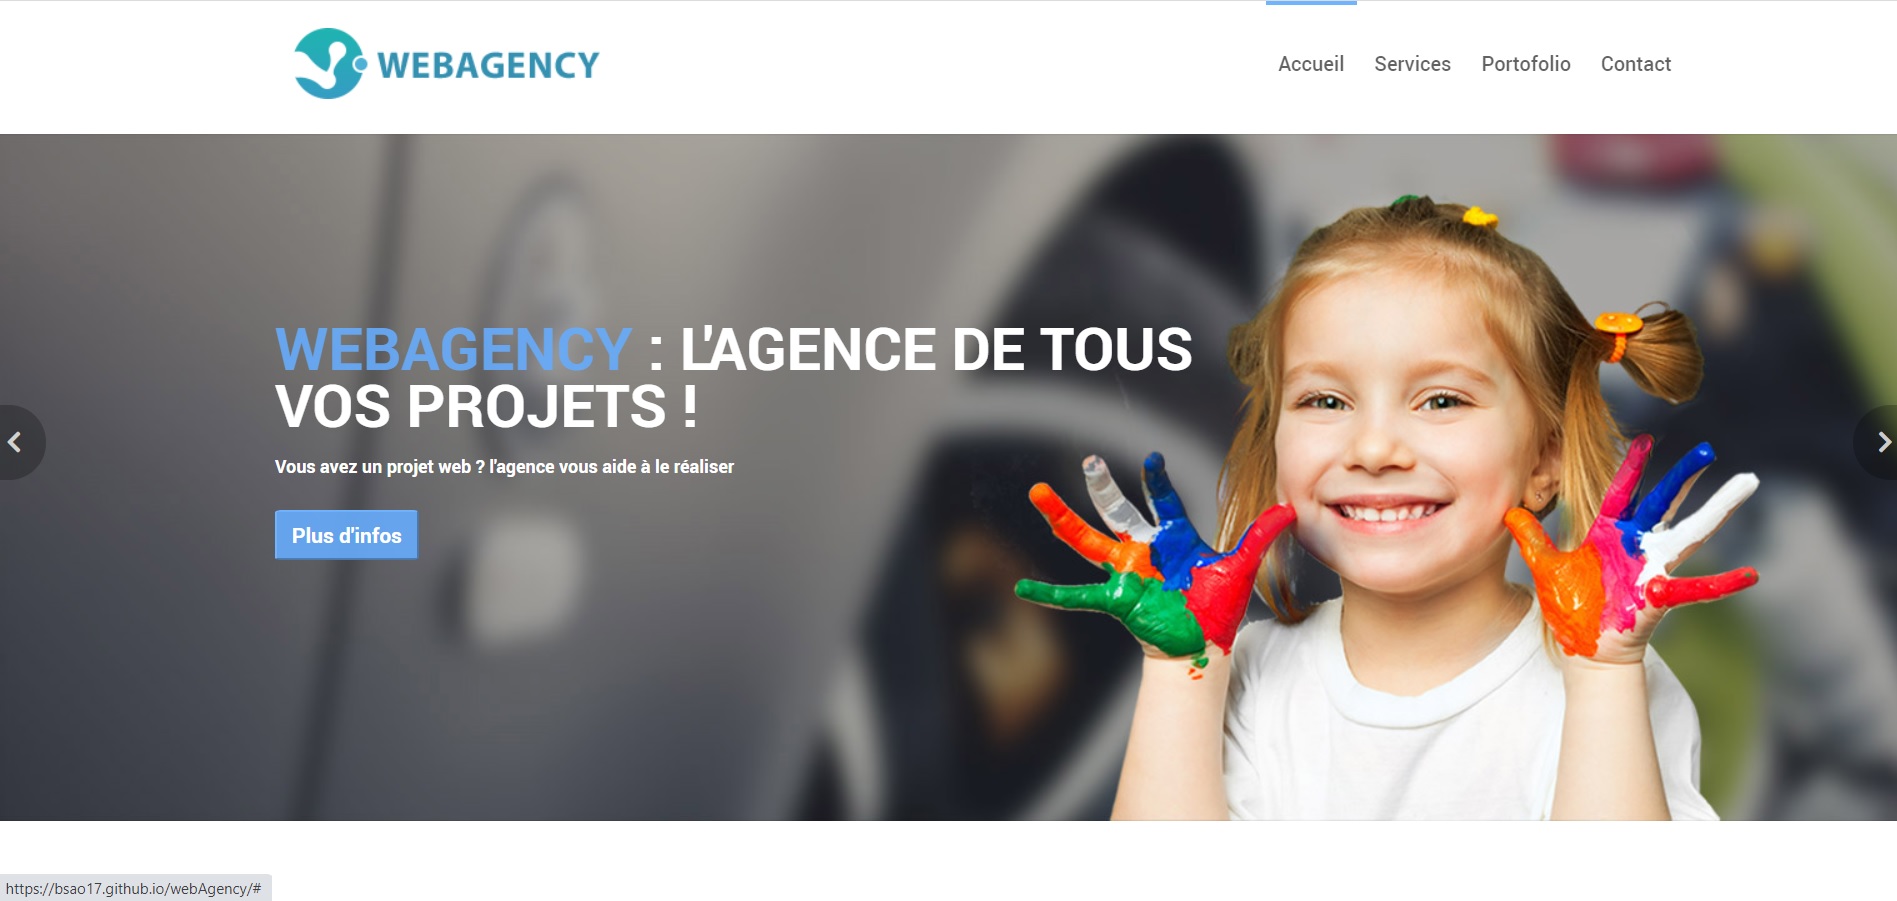 WEBAGENCY
Accueil Services Portofolio Contact
WEBAGENCY : L'AGENCE DE TOUS
VOS PROJETS !
Vous avez un projet web ? l'agence vous aide à le réaliser
Plus d'infos
https://bsao17.github.io/webAgency/#